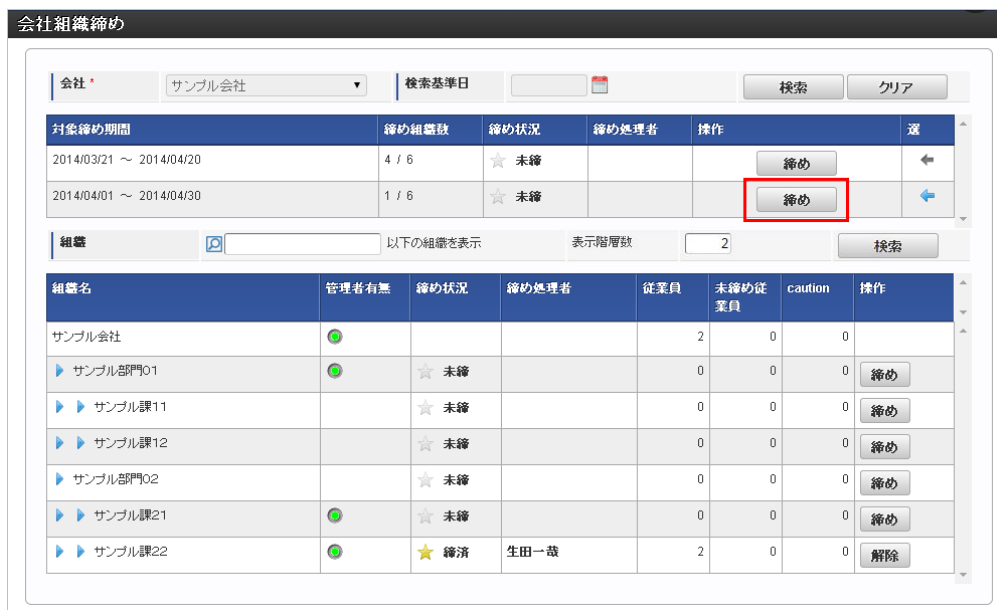 会社組織締め
会社 * サンプル会社 ▼ 検索基準日 検索 クリア
対象締め期間 締め組織数 締め状況 締め処理者 操作 選
2014/03/21 ～ 2014/04/20 4 / 6 未締 締め
2014/04/01 ～ 2014/04/30 1 / 6 未締 締め
組織 以下の組織を表示 表示階層数 2 検索
組織名 管理者有無 締め状況 締め処理者 従業員 未締め従業員 caution 操作
サンプル会社 2 0 0
サンプル部門01 未締 0 0 0 締め
サンプル課11 未締 0 0 0 締め
サンプル課12 未締 0 0 0 締め
サンプル部門02 未締 0 0 0 締め
サンプル課21 未締 0 0 0 締め
サンプル課22 締済 生田一哉 2 0 0 解除